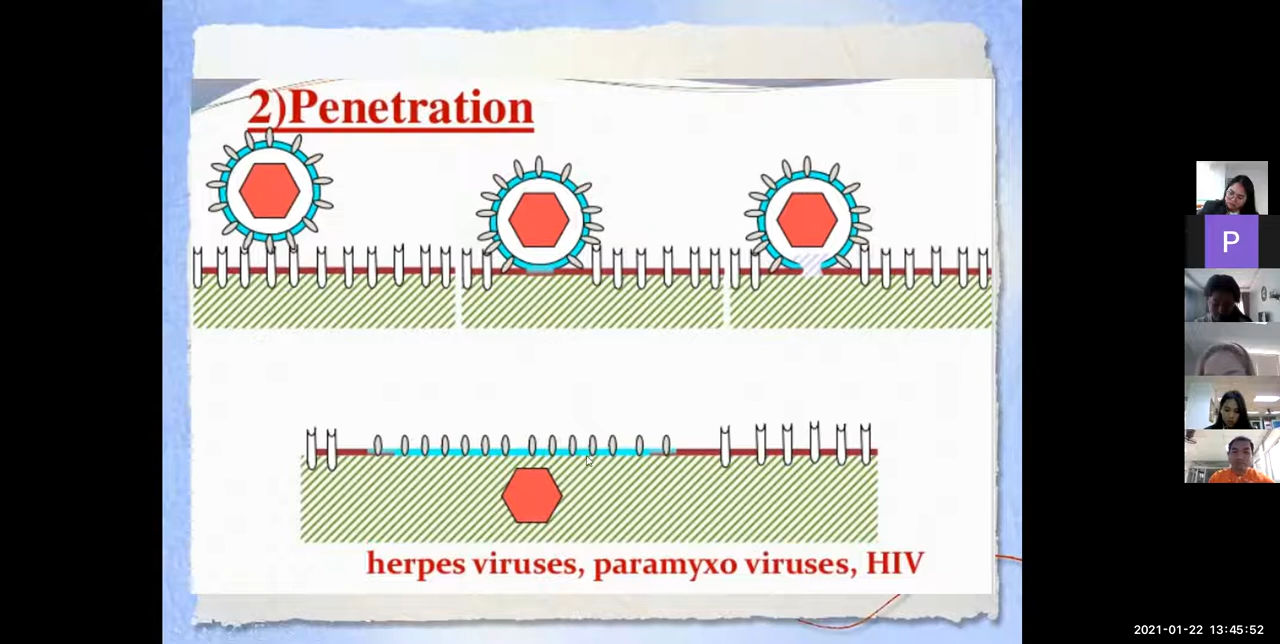 2)Penetration
P
herpes viruses, paramyxo viruses, HIV
2021-01-22 13:45:52